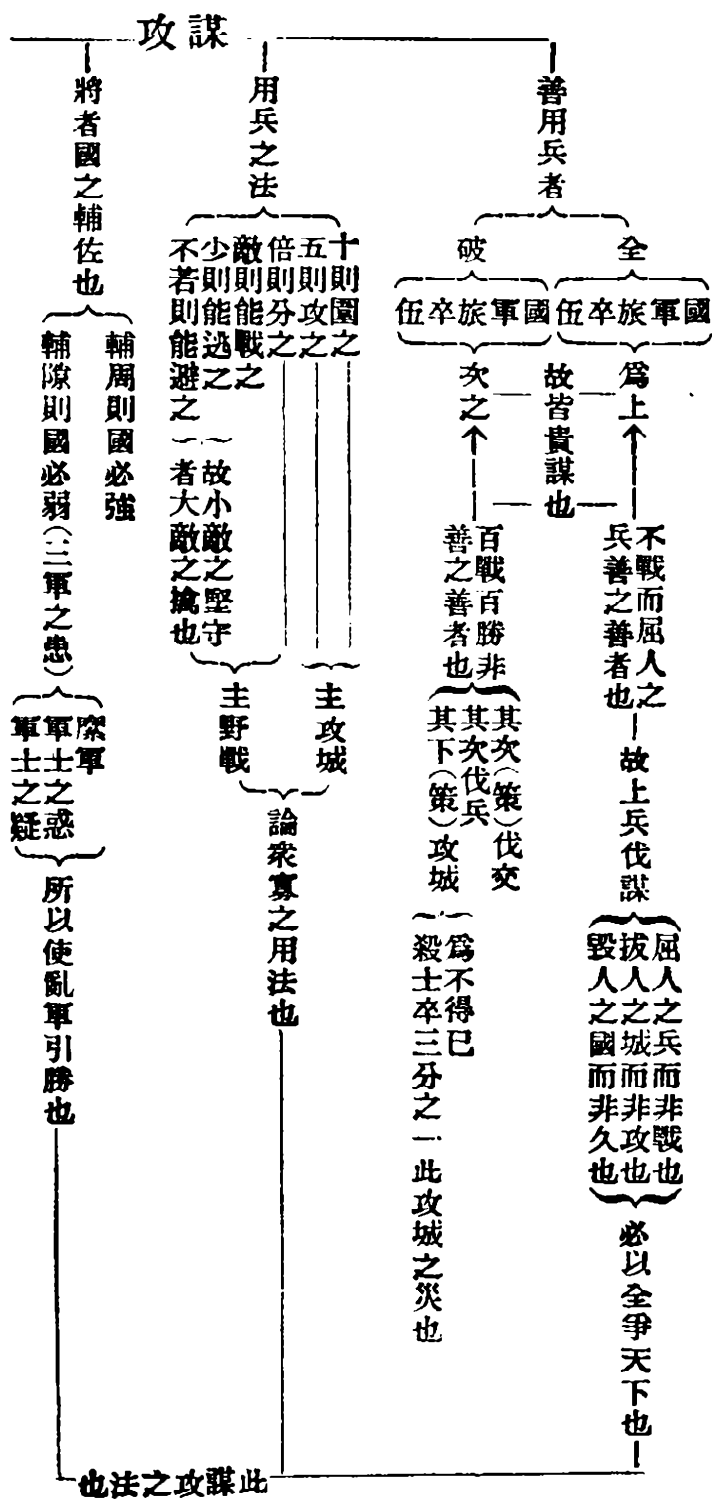 謀攻
善用兵者
全
國軍旅卒伍
爲上
破
國軍旅卒伍
次之
故皆貴謀也
不戰而屈人之
兵善之善者也
故上兵伐謀
屈人之兵而非戰也
拔人之城而非攻也
毀人之國而非久也
必以全爭天下也
百戰百勝非
善之善者也
其次(策)伐交
其次伐兵
其下(策)攻城
爲不得已
殺士卒三分之一此攻城之災也
用兵之法
十則圍之
五則攻之
倍則分之
敵則能戰之
少則能迯之
不若則能避之
故小敵之堅守
者大敵之擒也
主攻城
主野戰
論衆寡之用法也
將者國之輔佐也
輔周則國必強
輔隙則國必弱(三軍之患)
縻軍
軍士之惑
軍士之疑
所以使亂軍引勝也
此謀攻之法也